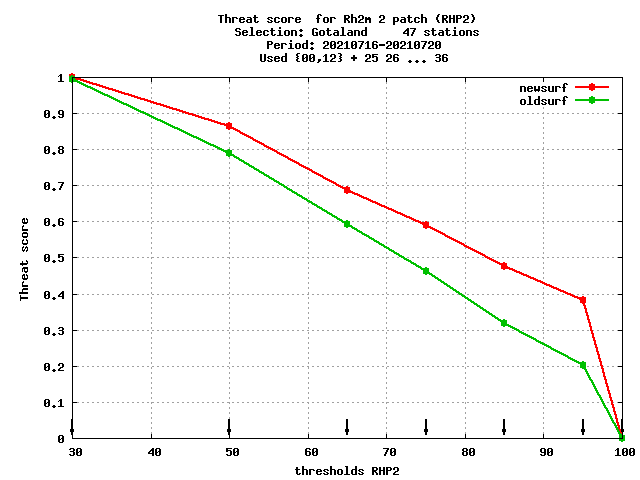 Threat score  for Rh2m 2 patch (RHP2)
Selection: Gotaland     47 stations
Period: 20210716-20210720
Used {00,12} + 25 26 ... 36
newsurf
oldsurf
1
0.9
0.8
0.7
0.6
0.5
0.4
0.3
0.2
0.1
0
Threat score
30 40 50 60 70 80 90 100
thresholds RHP2